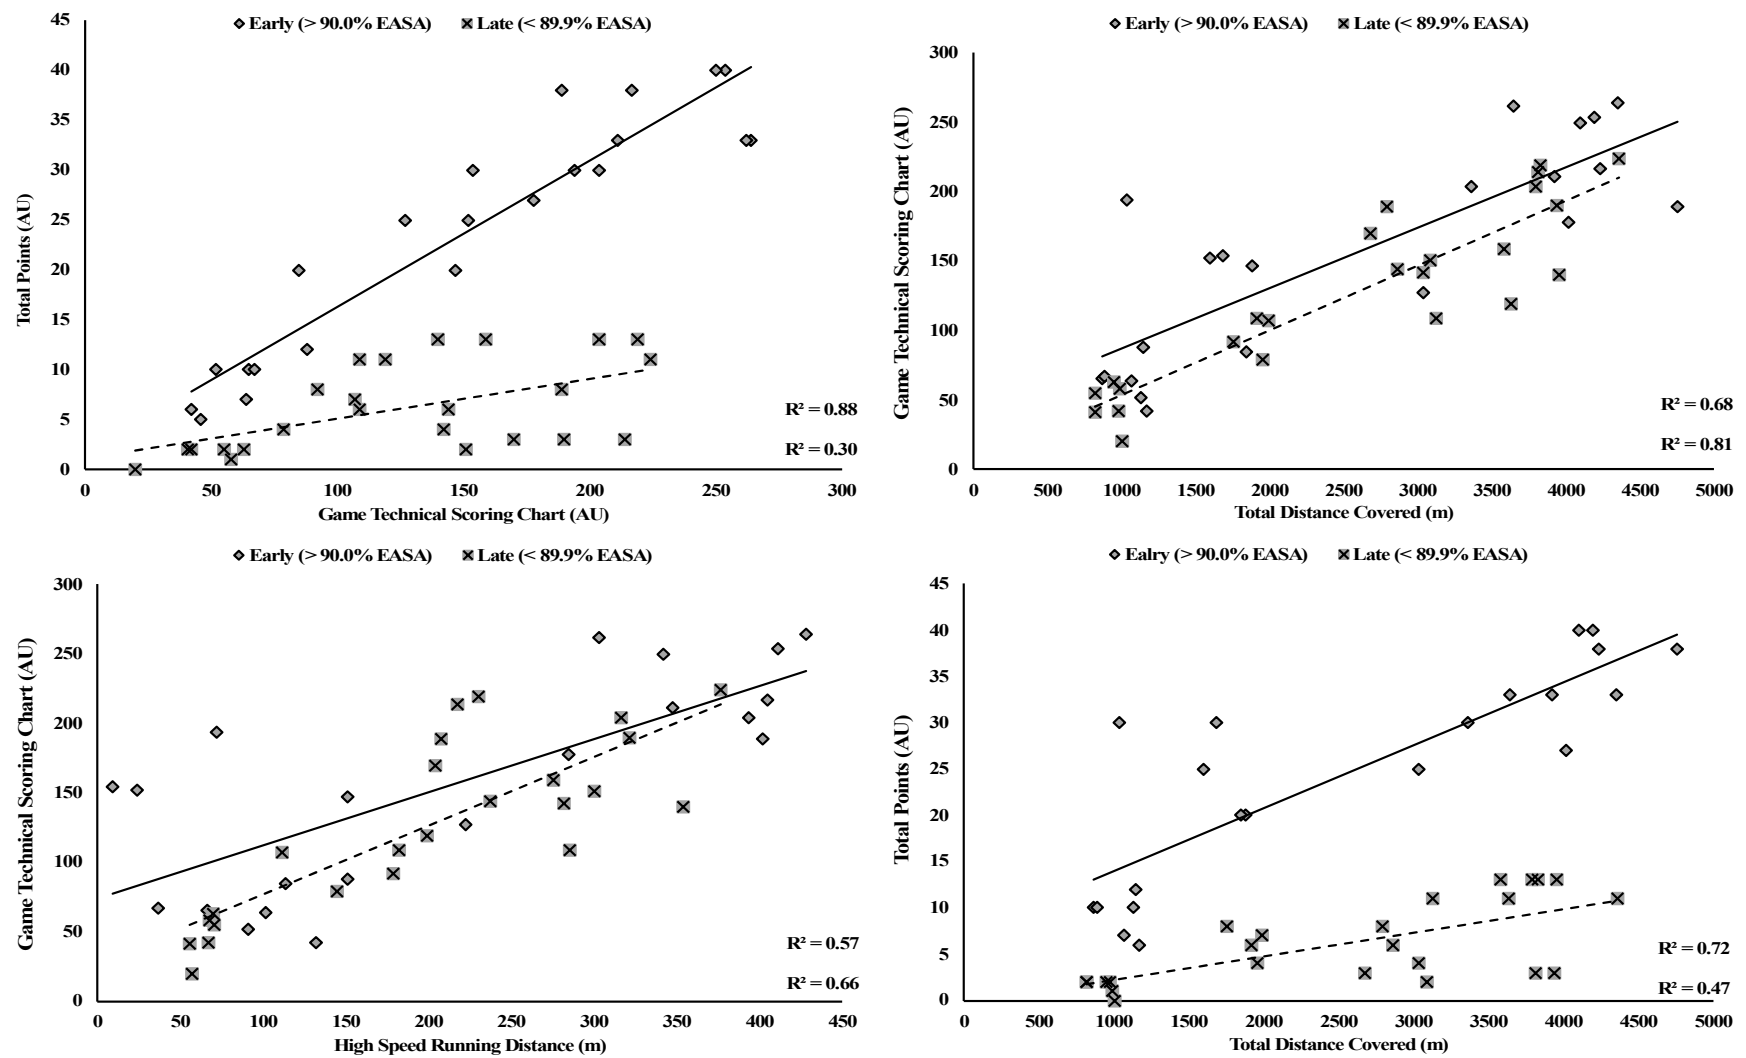 Early (> 90.0% EASA) Late (< 89.9% EASA)
45
40
35
30
25
20
15
10
5
0
Total Points (AU)
R² = 0.88
R² = 0.30
0 50 100 150 200 250 300
Game Technical Scoring Chart (AU)
Early (> 90.0% EASA) Late (< 89.9% EASA)
300
250
200
150
100
50
0
Game Technical Scoring Chart (AU)
R² = 0.68
R² = 0.81
0 500 1000 1500 2000 2500 3000 3500 4000 4500 5000
Total Distance Covered (m)
Early (> 90.0% EASA) Late (< 89.9% EASA)
300
250
200
150
100
50
0
Game Technical Scoring Chart (AU)
R² = 0.57
R² = 0.66
0 50 100 150 200 250 300 350 400 450
High Speed Running Distance (m)
Ealry (> 90.0% EASA) Late (< 89.9% EASA)
45
40
35
30
25
20
15
10
5
0
Total Points (AU)
R² = 0.72
R² = 0.47
0 500 1000 1500 2000 2500 3000 3500 4000 4500 5000
Total Distance Covered (m)